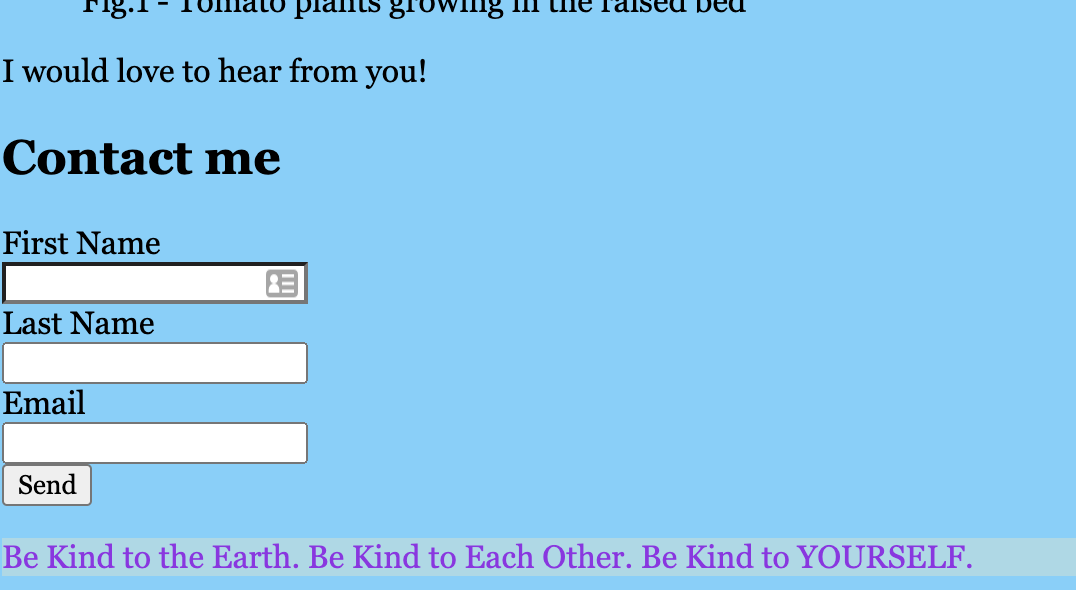 Fig.1 - Tomato plants growing in the raised bed
I would love to hear from you!
Contact me
First Name
Last Name
Email
Send
Be Kind to the Earth. Be Kind to Each Other. Be Kind to YOURSELF.